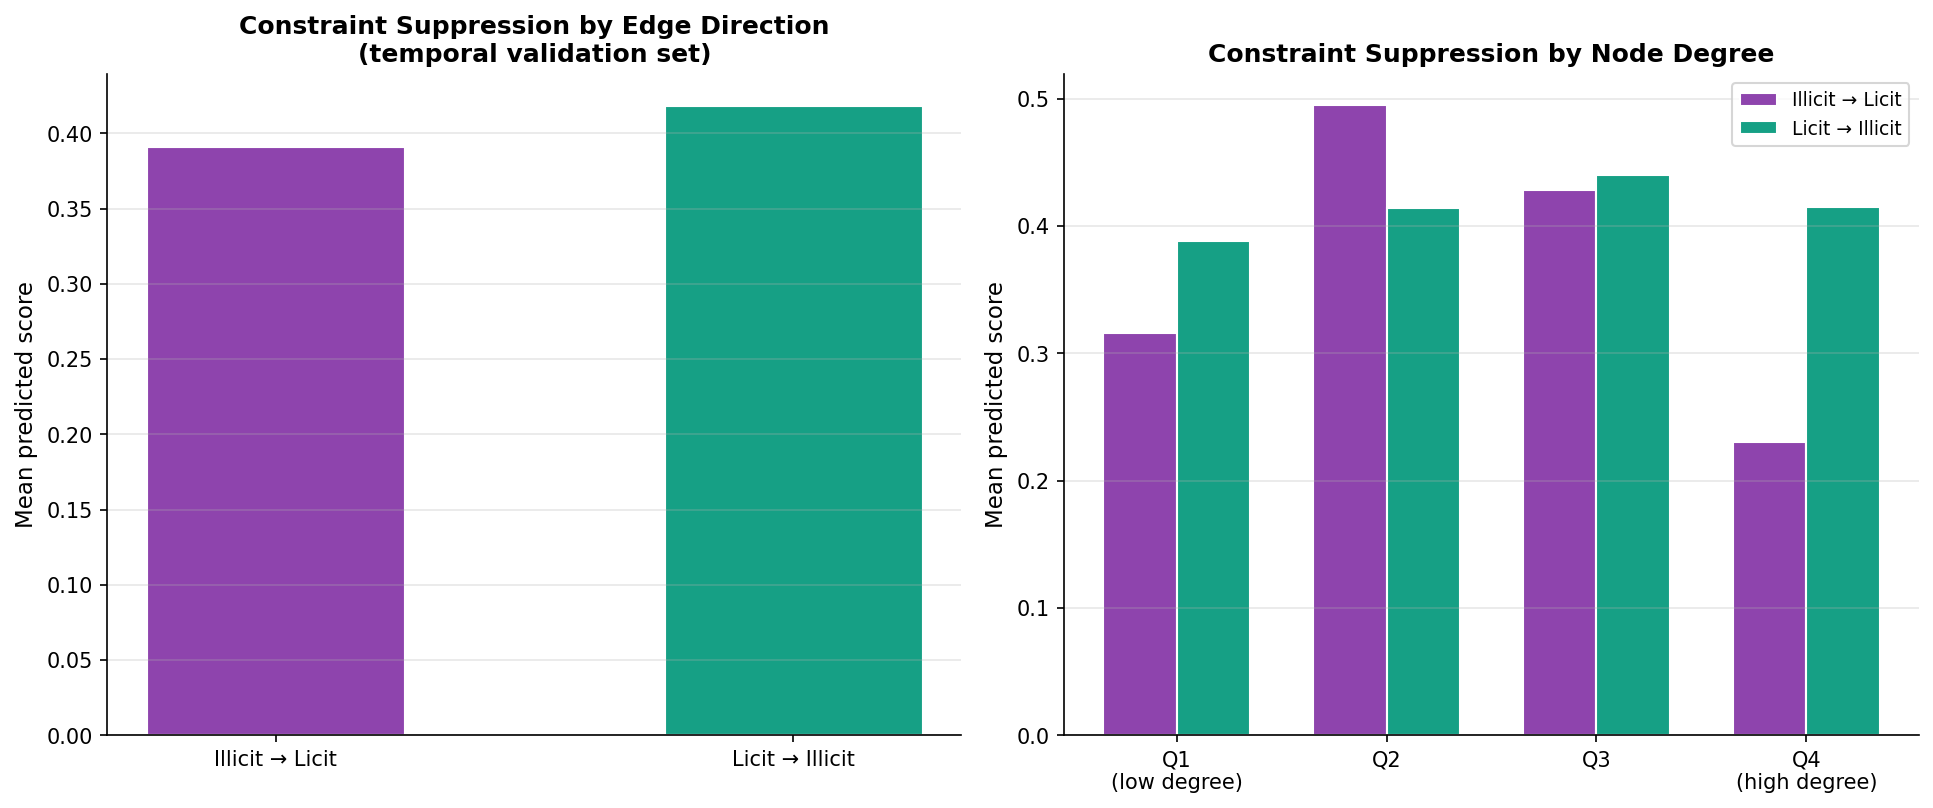 Constraint Suppression by Edge Direction
(temporal validation set)
Mean predicted score
0.40
0.35
0.30
0.25
0.20
0.15
0.10
0.05
0.00
Illicit → Licit
Licit → Illicit
Constraint Suppression by Node Degree
Mean predicted score
0.5
0.4
0.3
0.2
0.1
0.0
Illicit → Licit
Licit → Illicit
Q1
(low degree)
Q2
Q3
Q4
(high degree)